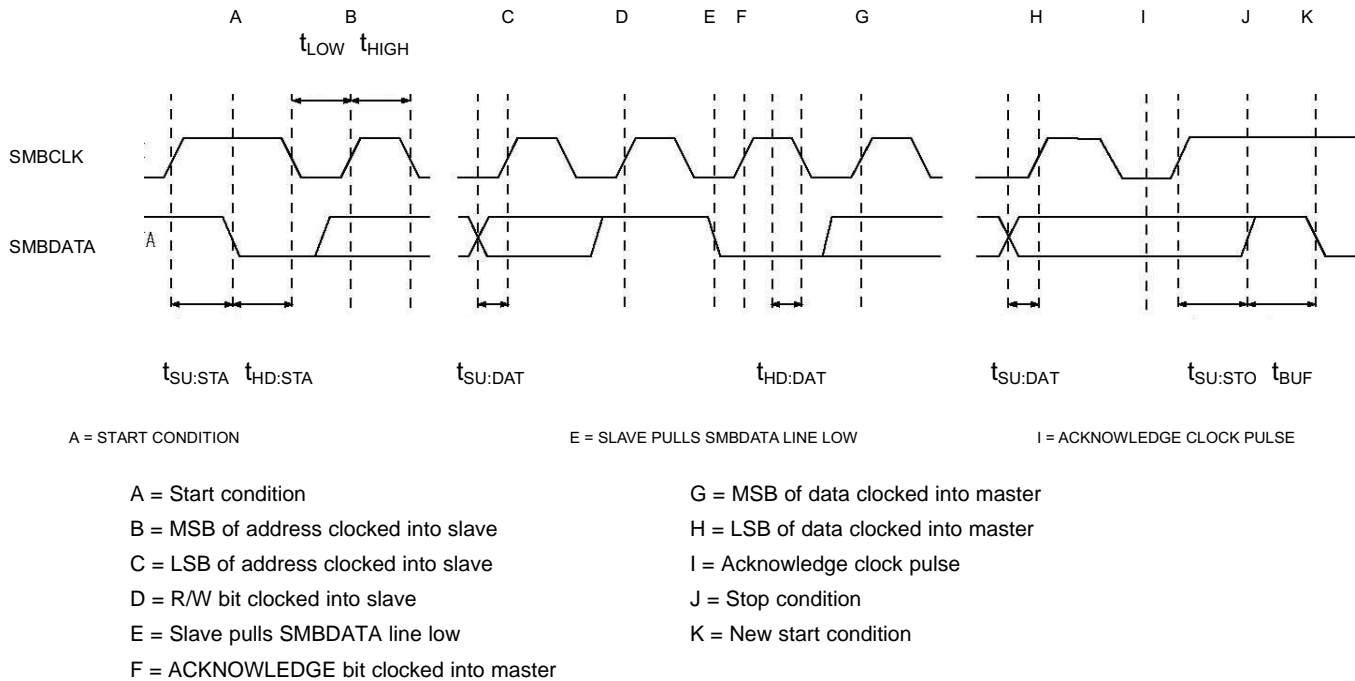 A B C D E F G H I J K
tLOW tHIGH
SMBCLK
SMBDATA
A
tSU:STA tHD:STA tSU:DAT tHD:DAT tSU:DAT tSU:STO tBUF
A = START CONDITION E = SLAVE PULLS SMBDATA LINE LOW I = ACKNOWLEDGE CLOCK PULSE
A = Start condition
B = MSB of address clocked into slave
C = LSB of address clocked into slave
D = R/W bit clocked into slave
E = Slave pulls SMBDATA line low
F = ACKNOWLEDGE bit clocked into master
G = MSB of data clocked into master
H = LSB of data clocked into master
I = Acknowledge clock pulse
J = Stop condition
K = New start condition